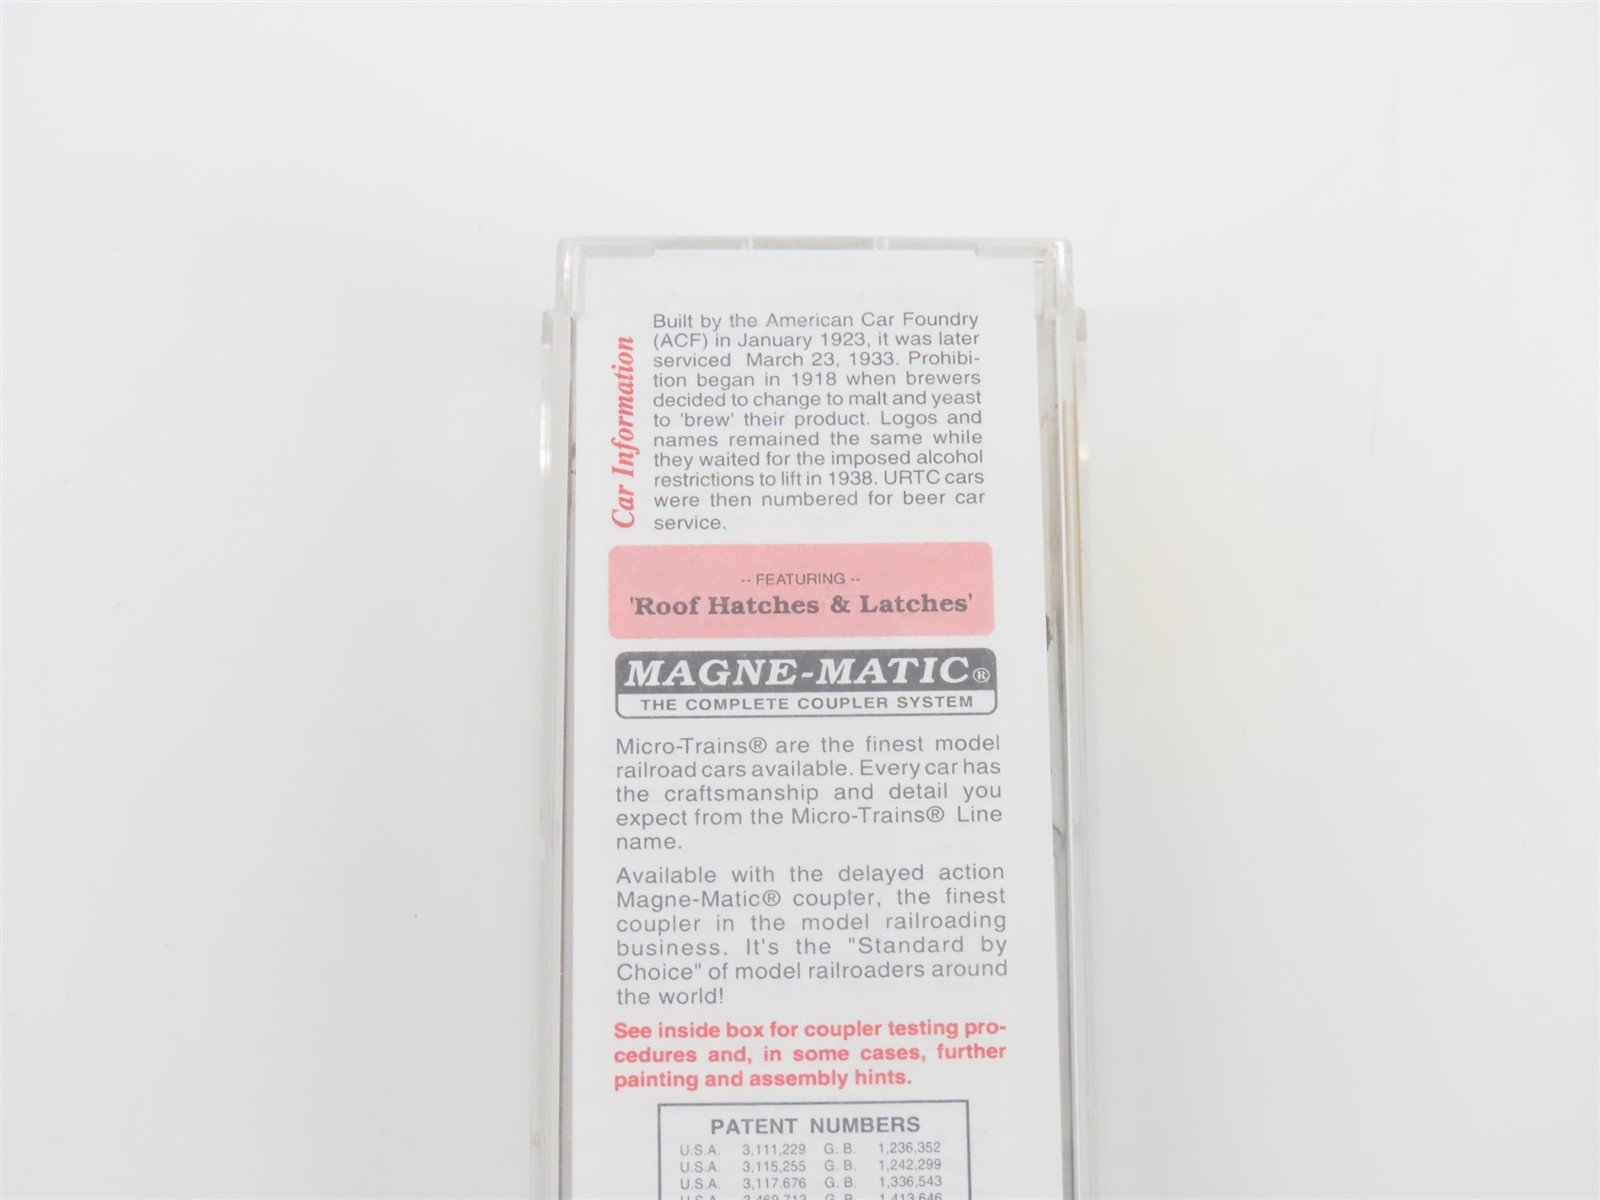 Car Information
Built by the American Car Foundry
(ACF) in January 1923, it was later
serviced March 23, 1933. Prohibi-
tion began in 1918 when brewers
decided to change to malt and yeast
to 'brew' their product. Logos and
names remained the same while
they waited for the imposed alcohol
restrictions to lift in 1938. URTC cars
were then numbered for beer car
service.
-- FEATURING --
'Roof Hatches & Latches'
MAGNE-MATIC®
THE COMPLETE COUPLER SYSTEM
Micro-Trains® are the finest model
railroad cars available. Every car has
the craftsmanship and detail you
expect from the Micro-Trains® Line
name.
Available with the delayed action
Magne-Matic® coupler, the finest
coupler in the model railroading
business. It's the "Standard by
Choice" of model railroaders around
the world!
See inside box for coupler testing pro-
cedures and, in some cases, further
painting and assembly hints.
PATENT NUMBERS
U.S.A. 3,111,229 G. B. 1,236,352
U.S.A. 3,115,255 G. B. 1,242,299
U.S.A. 3,117,676 G. B. 1,336,543
U.S.A. 3,469,713 G. B. 1,413,646